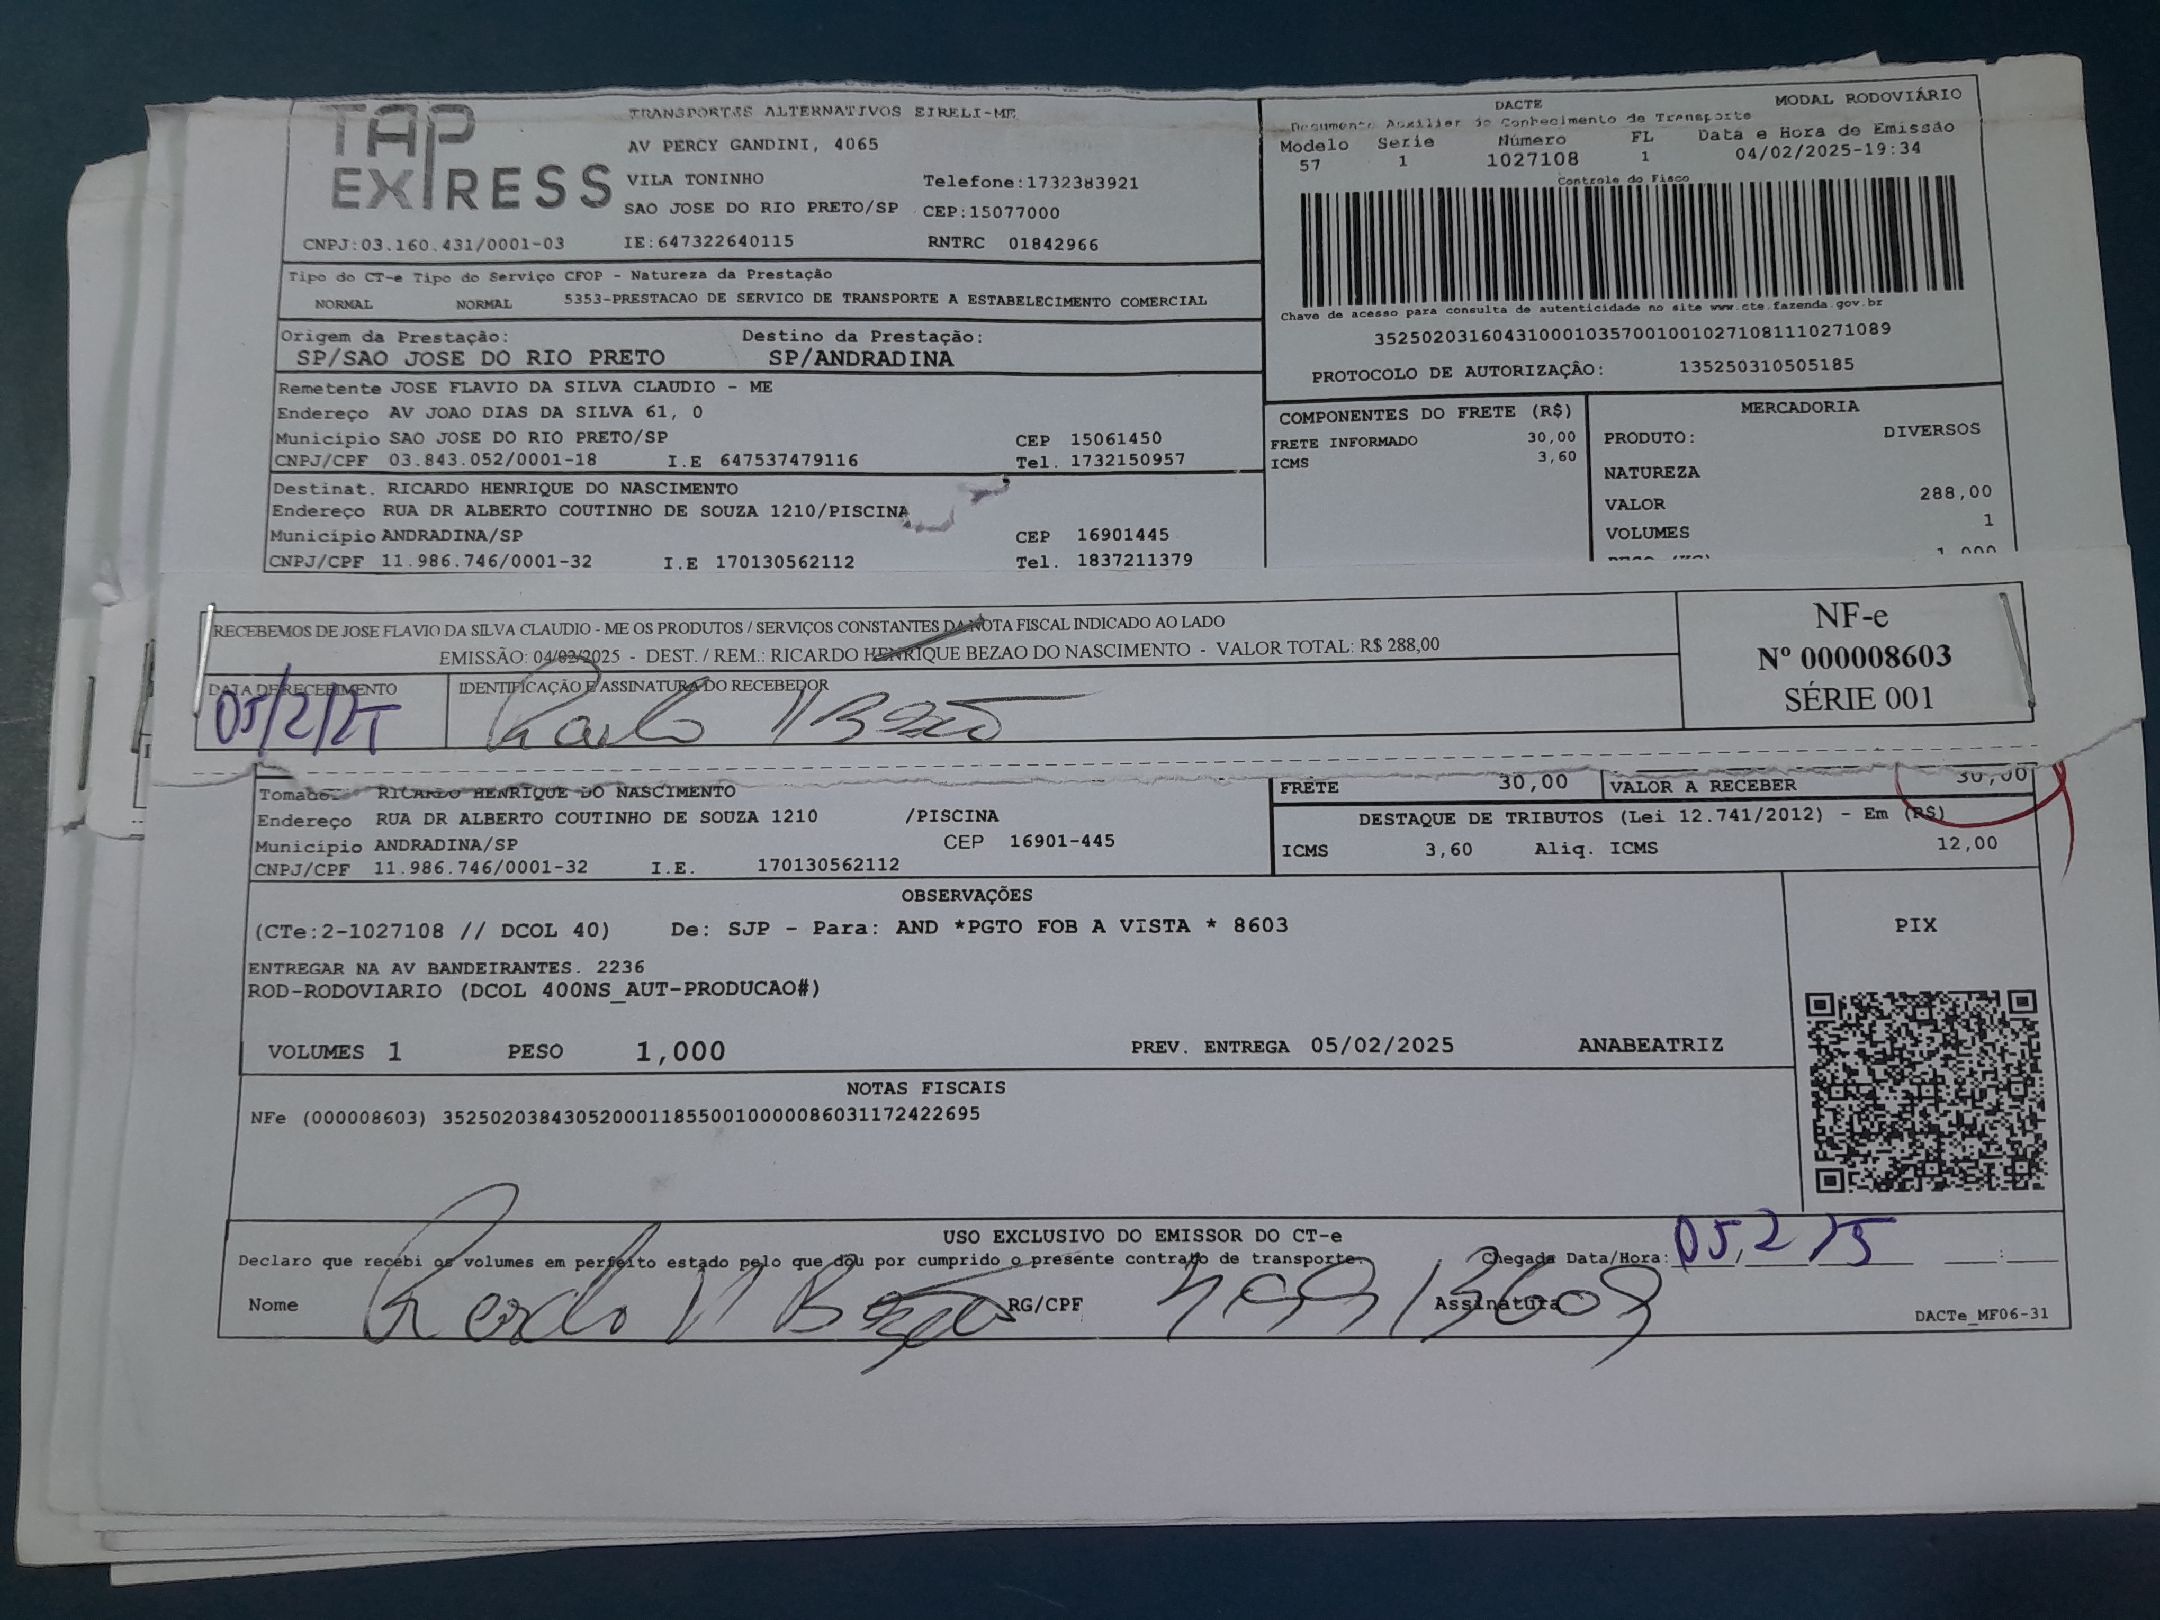 TAP EXPRESS
TRANSPORTES ALTERNATIVOS EIRELI-ME
AV PERCY GANDINI, 4065
VILA TONINHO Telefone:1732383921
SAO JOSE DO RIO PRETO/SP CEP:15077000
CNPJ:03.160.431/0001-03 IE:647322640115 RNTRC 01842966
DACTE MODAL RODOVIÁRIO
Documento Auxiliar do Conhecimento de Transporte
Modelo Serie Número FL Data e Hora de Emissão
57 1 1027108 1 04/02/2025-19:34
Controle do Fisco
Chave de acesso para consulta de autenticidade no site www.cte.fazenda.gov.br
35250203160431000103570010010271081110271089
PROTOCOLO DE AUTORIZAÇÃO: 135250310505185
Tipo do CT-e Tipo do Serviço CFOP - Natureza da Prestação
NORMAL NORMAL 5353-PRESTACAO DE SERVICO DE TRANSPORTE A ESTABELECIMENTO COMERCIAL
Origem da Prestação: Destino da Prestação:
SP/SAO JOSE DO RIO PRETO SP/ANDRADINA
Remetente JOSE FLAVIO DA SILVA CLAUDIO - ME
Endereço AV JOAO DIAS DA SILVA 61, 0
Município SAO JOSE DO RIO PRETO/SP CEP 15061450
CNPJ/CPF 03.843.052/0001-18 I.E 647537479116 Tel. 1732150957
Destinat. RICARDO HENRIQUE DO NASCIMENTO
Endereço RUA DR ALBERTO COUTINHO DE SOUZA 1210/PISCINA
Município ANDRADINA/SP CEP 16901445
CNPJ/CPF 11.986.746/0001-32 I.E 170130562112 Tel. 1837211379
COMPONENTES DO FRETE (R$)
FRETE INFORMADO 30,00
ICMS 3,60
MERCADORIA
PRODUTO: DIVERSOS
NATUREZA
VALOR 288,00
VOLUMES 1
RECEBEMOS DE JOSE FLAVIO DA SILVA CLAUDIO - ME OS PRODUTOS / SERVIÇOS CONSTANTES DA NOTA FISCAL INDICADO AO LADO
EMISSÃO: 04/02/2025 - DEST. / REM.: RICARDO HENRIQUE BEZAO DO NASCIMENTO - VALOR TOTAL: R$ 288,00
DATA DE RECEBIMENTO IDENTIFICAÇÃO E ASSINATURA DO RECEBEDOR
05/2/25
NF-e
Nº 000008603
SÉRIE 001
Tomador RICARDO HENRIQUE DO NASCIMENTO
Endereço RUA DR ALBERTO COUTINHO DE SOUZA 1210 /PISCINA
Município ANDRADINA/SP CEP 16901-445
CNPJ/CPF 11.986.746/0001-32 I.E. 170130562112
FRETE 30,00 VALOR A RECEBER 30,00
DESTAQUE DE TRIBUTOS (Lei 12.741/2012) - Em (R$)
ICMS 3,60 Aliq. ICMS 12,00
OBSERVAÇÕES
(CTe:2-1027108 // DCOL 40) De: SJP - Para: AND *PGTO FOB A VISTA * 8603
ENTREGAR NA AV BANDEIRANTES. 2236
ROD-RODOVIARIO (DCOL 400NS_AUT-PRODUCAO#)
VOLUMES 1 PESO 1,000 PREV. ENTREGA 05/02/2025 ANABEATRIZ
PIX
NOTAS FISCAIS
NFe (000008603) 35250203843052000118550010000086031172422695
USO EXCLUSIVO DO EMISSOR DO CT-e
Declaro que recebi os volumes em perfeito estado pelo que dou por cumprido o presente contrato de transporte. Chegada Data/Hora: 05/2/25
Nome RG/CPF Assinatura
DACTe_MF06-31